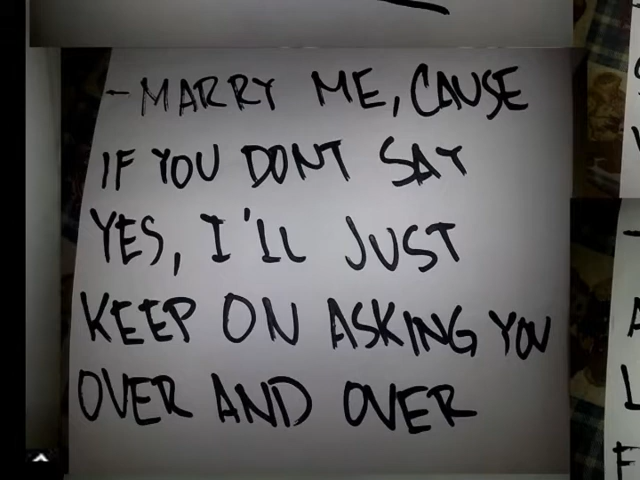 - MARRY ME, CAUSE
IF YOU DONT SAY
YES, I'LL JUST
KEEP ON ASKING YOU
OVER AND OVER